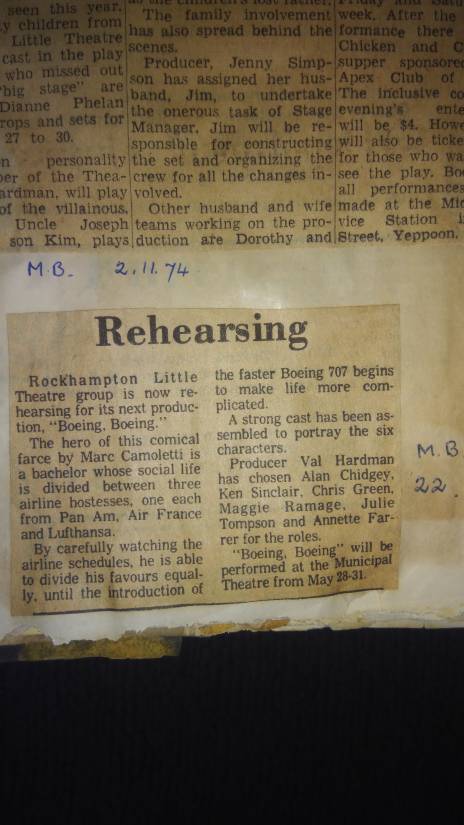 seen this year.
y children from
Little Theatre
cast in the play
who missed out
"big stage" are
Dianne Phelan
rops and sets for
27 to 30.
n personality
er of the Thea-
ardman, will play
of the villainous,
Uncle Joseph
son Kim, plays
The family involvement
has also spread behind the
scenes.
Producer, Jenny Simp-
son has assigned her hus-
band, Jim, to undertake
the onerous task of Stage
Manager, Jim will be re-
sponsible for constructing
the set and organizing the
crew for all the changes in-
volved.
Other husband and wife
teams working on the pro-
duction are Dorothy and
week. After the
formance there
Chicken and C
supper sponsore
Apex Club of
The inclusive co
evening's ente
will be $4. Howe
will also be ticke
for those who wa
see the play. Boo
all performances
made at the Mid
vice Station i
Street, Yeppoon.
M.B. 2.11.74
Rehearsing
Rockhampton Little
Theatre group is now re-
hearsing for its next produc-
tion, "Boeing, Boeing."
The hero of this comical
farce by Marc Camoletti is
a bachelor whose social life
is divided between three
airline hostesses, one each
from Pan Am, Air France
and Lufthansa.
By carefully watching the
airline schedules, he is able
to divide his favours equal-
ly, until the introduction of
the faster Boeing 707 begins
to make life more com-
plicated.
A strong cast has been as-
sembled to portray the six
characters.
Producer Val Hardman
has chosen Alan Chidgey,
Ken Sinclair, Chris Green,
Maggie Ramage, Julie
Tompson and Annette Far-
rer for the roles.
"Boeing, Boeing" will be
performed at the Municipal
Theatre from May 28-31.
M.B
22.